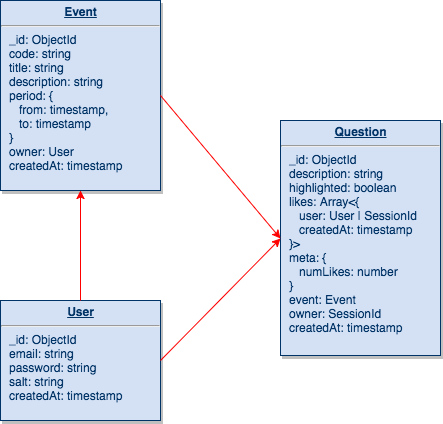 Event
_id: ObjectId
code: string
title: string
description: string
period: {
from: timestamp,
to: timestamp
}
owner: User
createdAt: timestamp
Question
_id: ObjectId
description: string
highlighted: boolean
likes: Array<{
user: User | SessionId
createdAt: timestamp
}>
meta: {
numLikes: number
}
event: Event
owner: SessionId
createdAt: timestamp
User
_id: ObjectId
email: string
password: string
salt: string
createdAt: timestamp